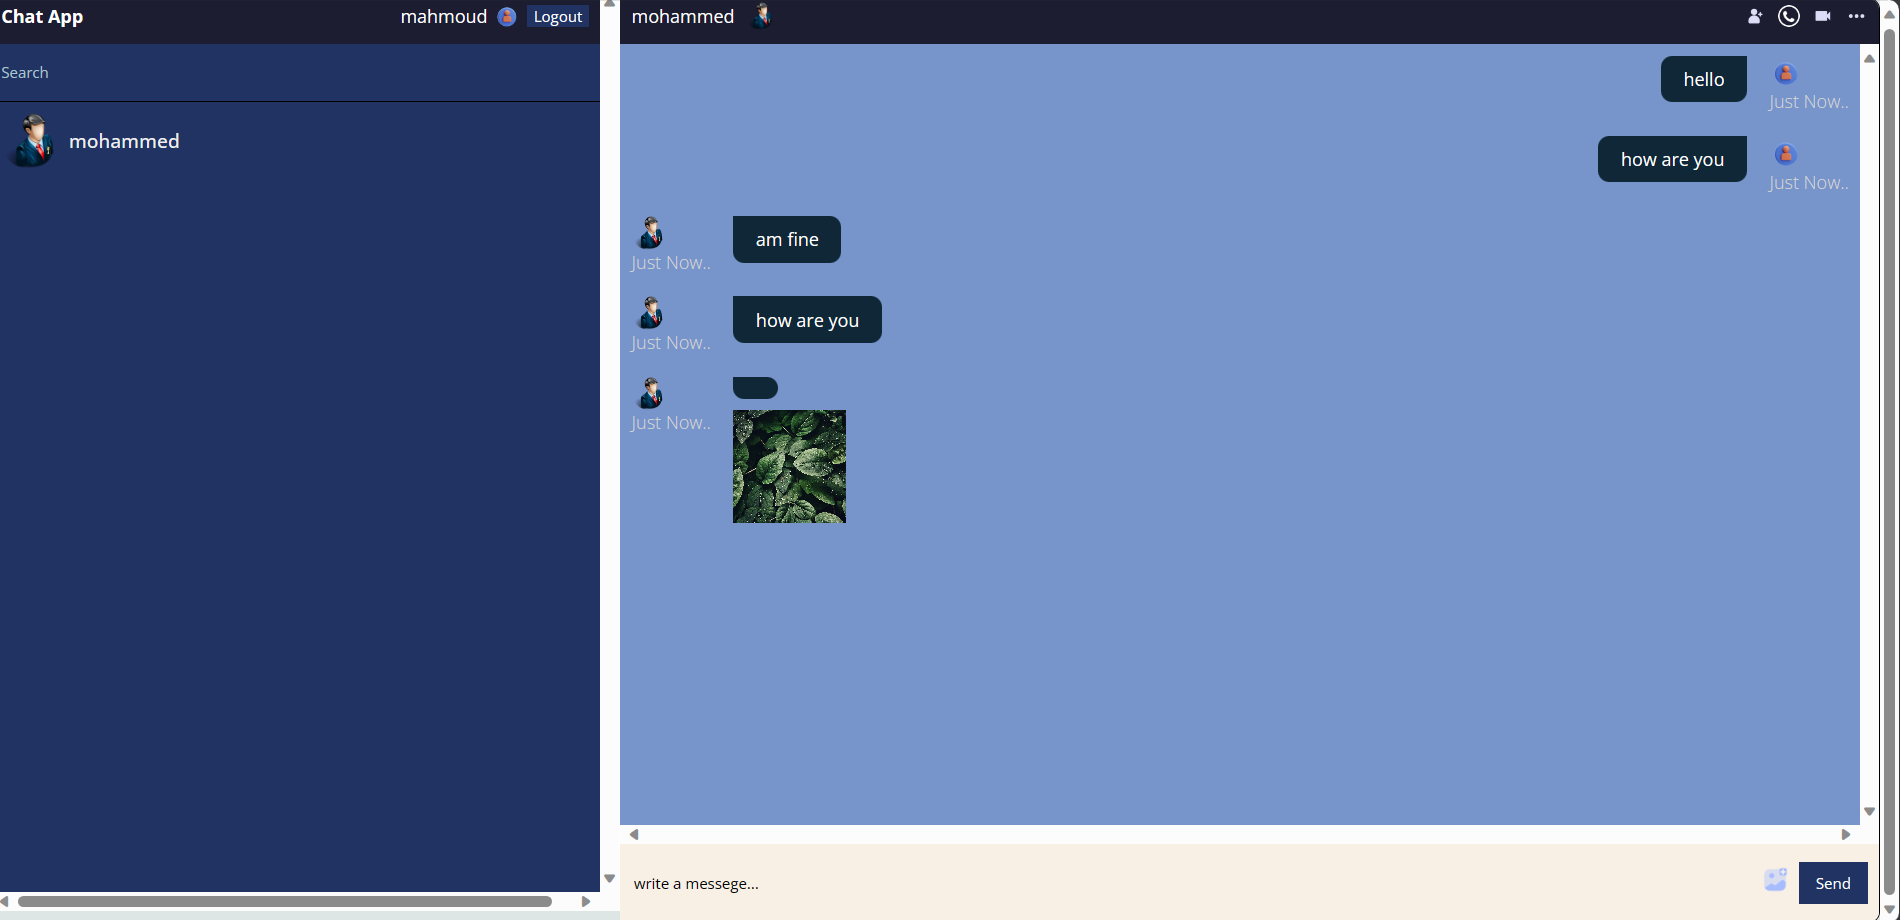 Chat App
mahmoud
Logout
Search
mohammed
mohammed
hello
Just Now..
how are you
Just Now..
am fine
Just Now..
how are you
Just Now..
Just Now..
write a messege...
Send